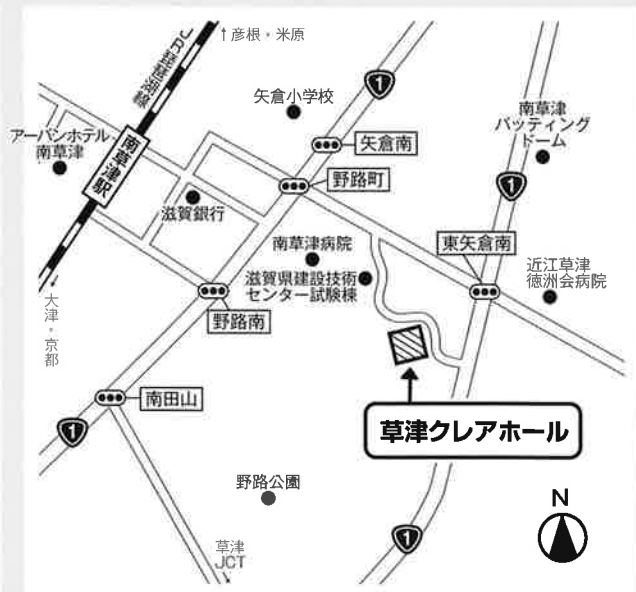 ↑彦根・米原
JR琵琶湖線
矢倉小学校
1
南草津
バッティング
ドーム
アーバンホテル
南草津
南草津駅
矢倉南
野路町
1
滋賀銀行
南草津病院
東矢倉南
滋賀県建設技術
センター試験棟
近江草津
徳洲会病院
大津・京都
野路南
南田山
1
草津クレアホール
野路公園
N
1
草津
JCT